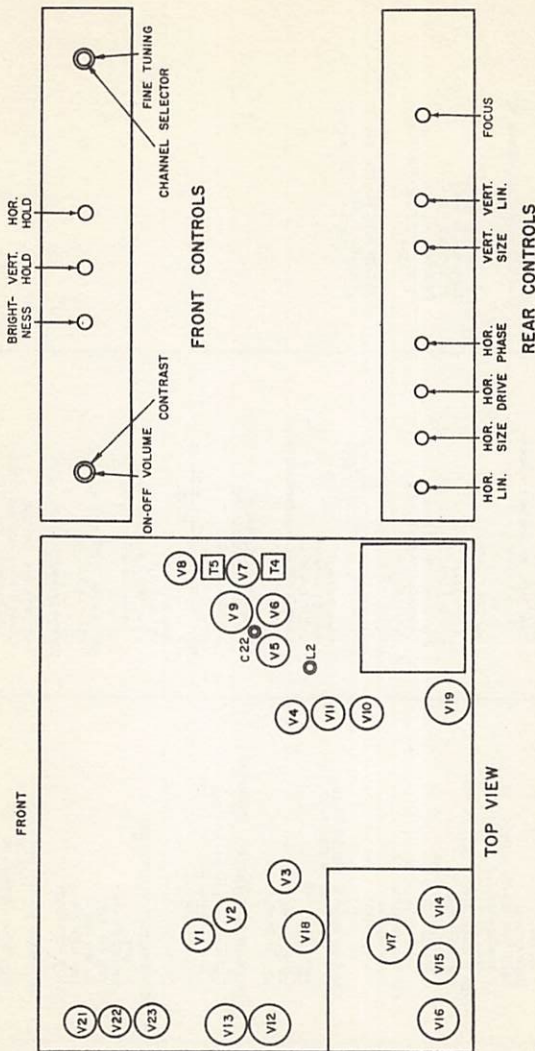 BRIGHT-
NESS
VERT.
HOLD
HOR.
HOLD
ON-OFF VOLUME
CONTRAST
CHANNEL SELECTOR
FINE TUNING
FRONT CONTROLS
HOR.
LIN.
HOR.
SIZE
HOR.
DRIVE
HOR.
PHASE
VERT.
SIZE
VERT.
LIN.
FOCUS
REAR CONTROLS
FRONT
V21
V22
V23
V13
V12
V1
V2
V18
V3
V17
V16
V15
V14
V4
V11
V10
V19
L2
C22
V5
V9
V6
V8
T5
V7
T4
TOP VIEW